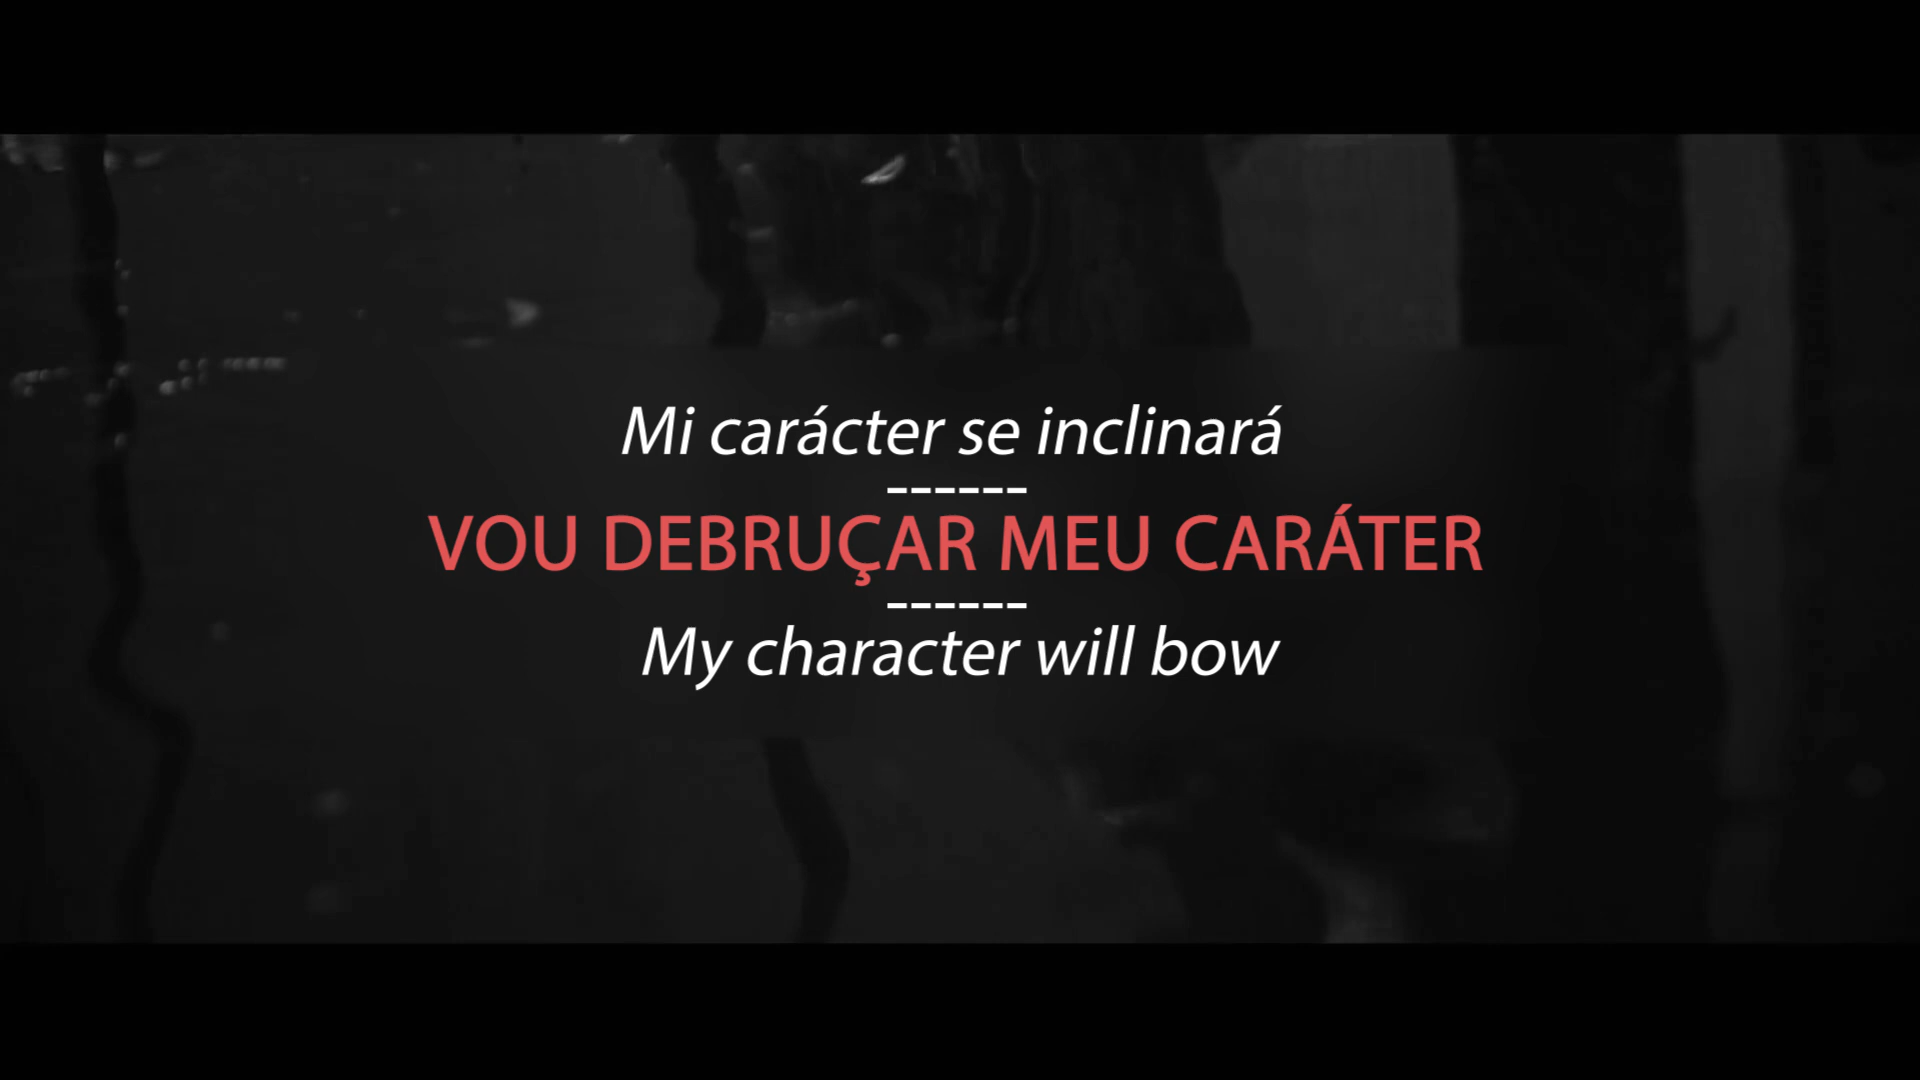 Mi carácter se inclinará
------
VOU DEBRUÇAR MEU CARÁTER
------
My character will bow